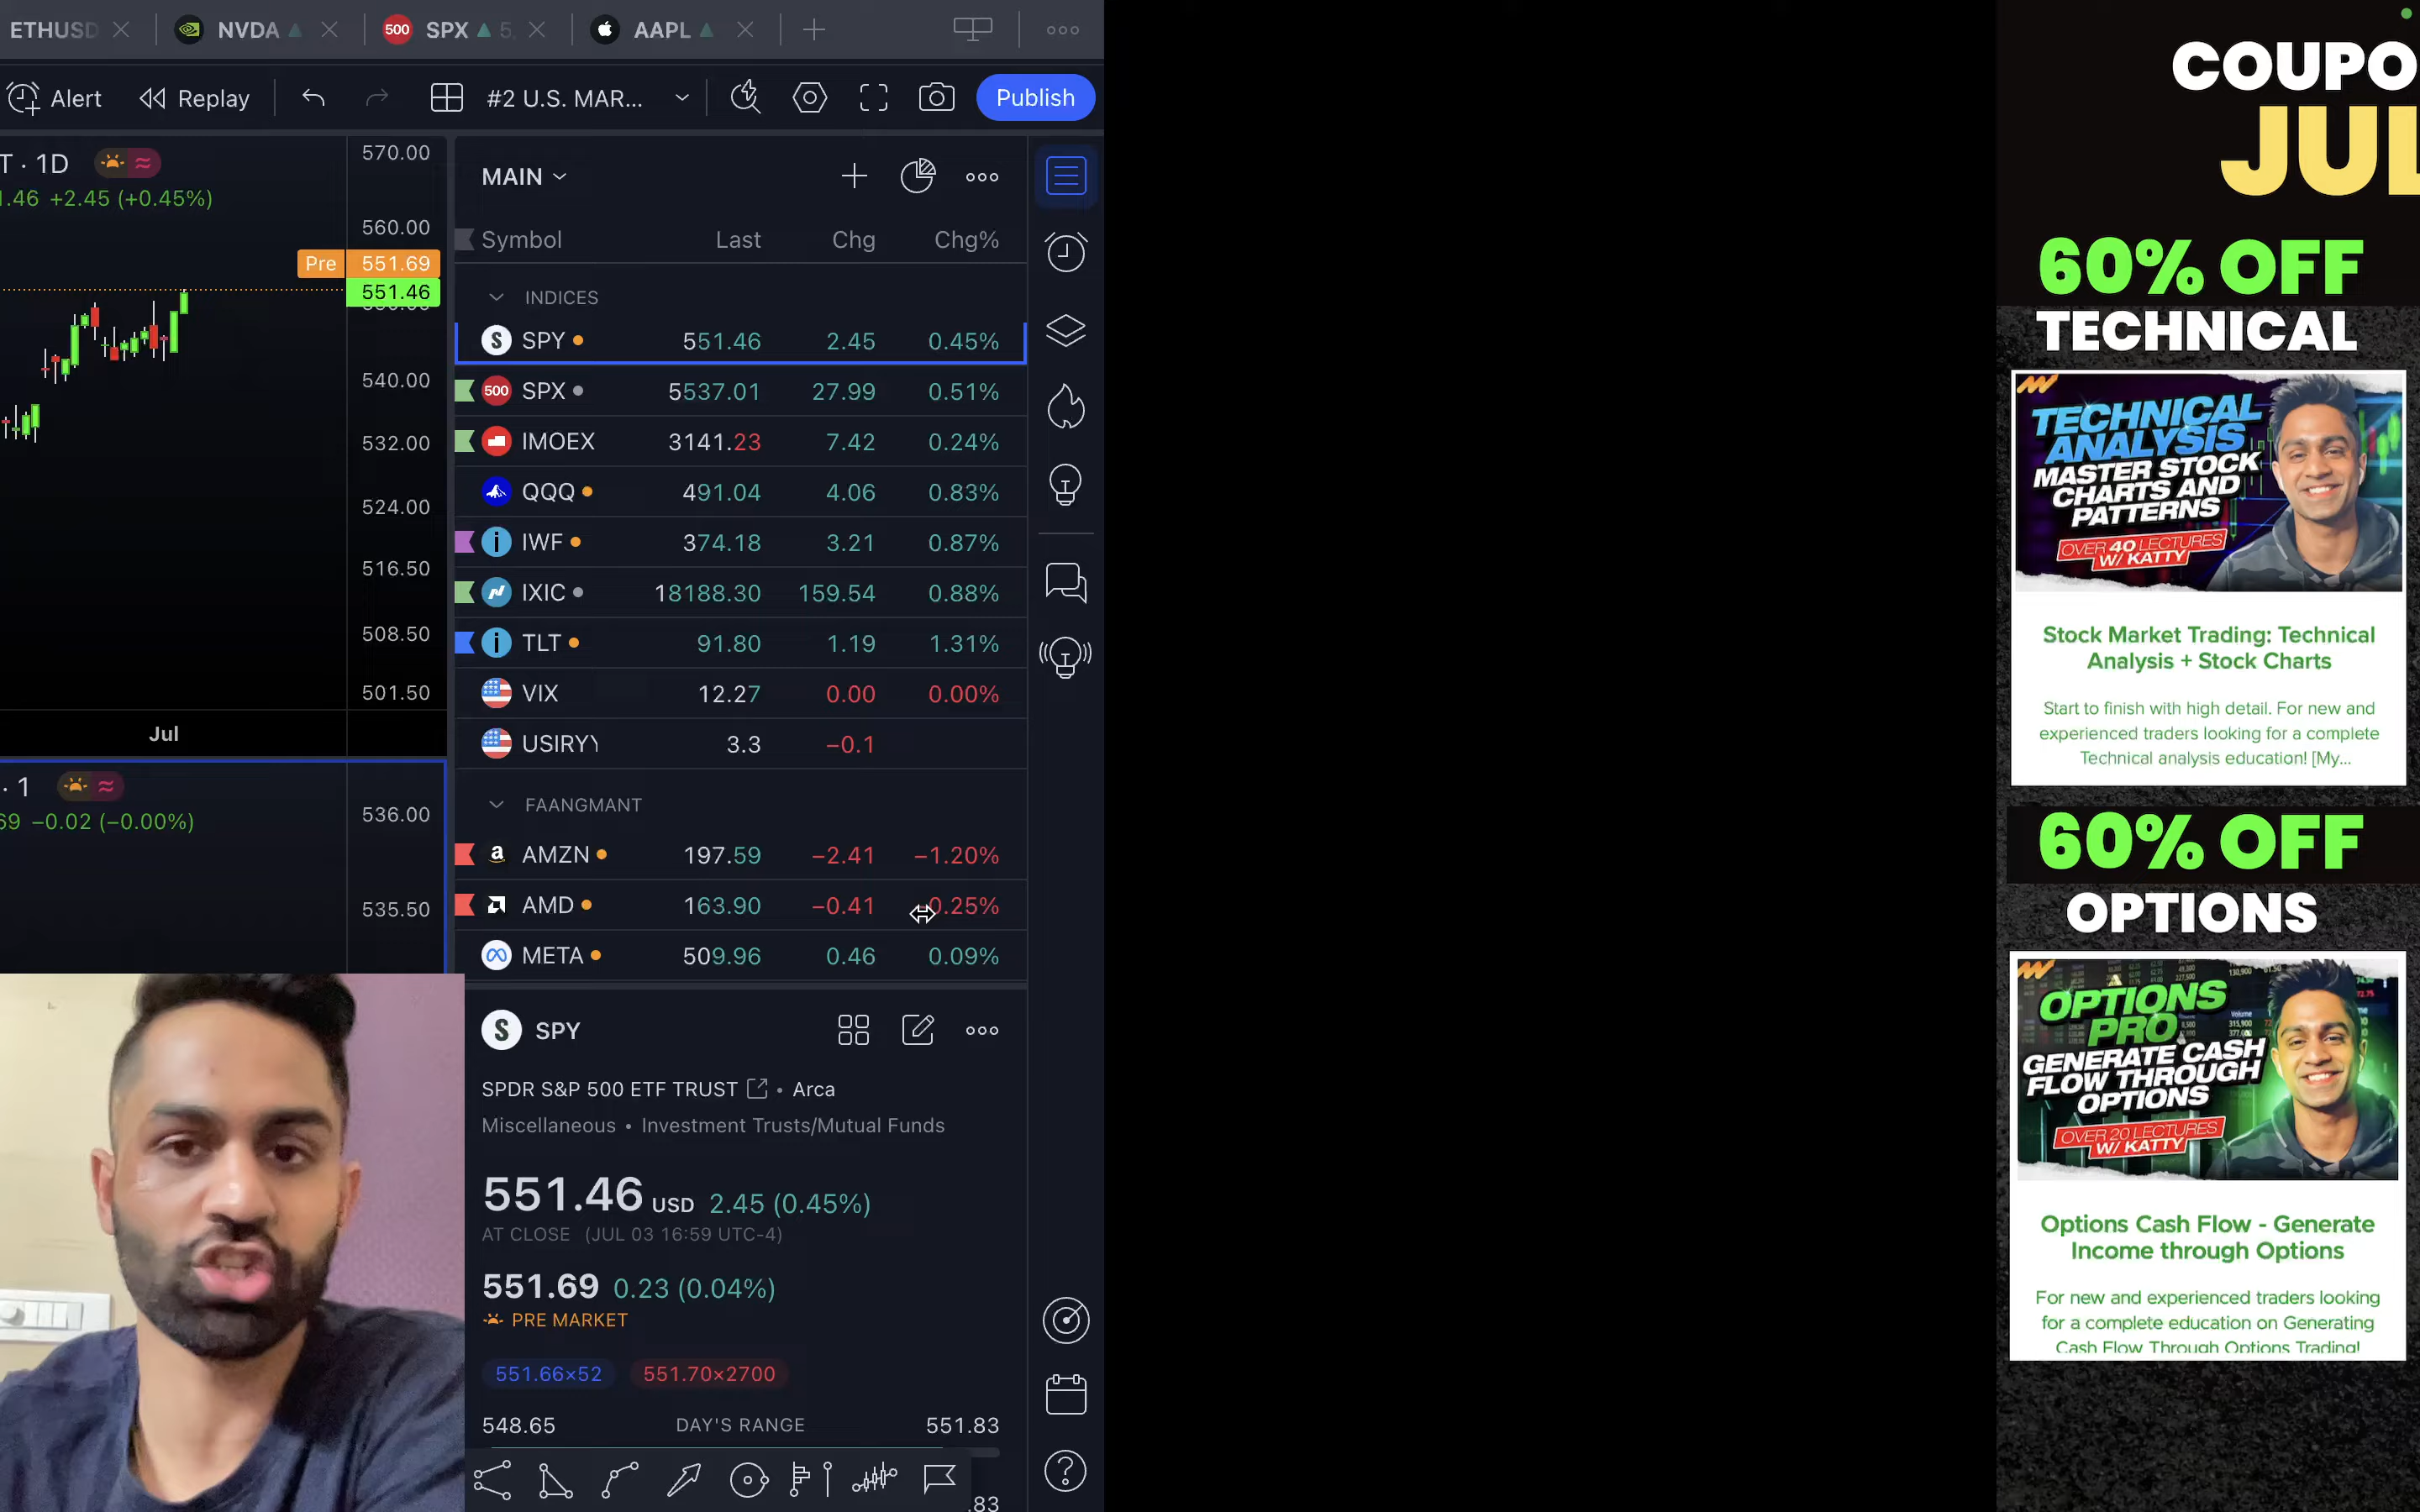 ETHUSD
NVDA
SPX
5
AAPL
Alert
Replay
#2 U.S. MAR...
Publish
T · 1D
1.46 +2.45 (+0.45%)
570.00
560.00
Pre 551.69
551.46
540.00
532.00
524.00
516.50
508.50
501.50
Jul
· 1
69 −0.02 (−0.00%)
536.00
535.50
MAIN
Symbol Last Chg Chg%
INDICES
S SPY 551.46 2.45 0.45%
500 SPX 5537.01 27.99 0.51%
IMOEX 3141.23 7.42 0.24%
QQQ 491.04 4.06 0.83%
i IWF 374.18 3.21 0.87%
IXIC 18188.30 159.54 0.88%
i TLT 91.80 1.19 1.31%
VIX 12.27 0.00 0.00%
USIRYY 3.3 −0.1
FAANGMANT
a AMZN 197.59 −2.41 −1.20%
AMD 163.90 −0.41 0.25%
META 509.96 0.46 0.09%
S SPY
SPDR S&P 500 ETF TRUST • Arca
Miscellaneous • Investment Trusts/Mutual Funds
551.46 USD 2.45 (0.45%)
AT CLOSE (JUL 03 16:59 UTC-4)
551.69 0.23 (0.04%)
PRE MARKET
551.66×52 551.70×2700
548.65 DAY'S RANGE 551.83
.83
COUPO
JUL
60% OFF
TECHNICAL
TECHNICAL
ANALYSIS
MASTER STOCK
CHARTS AND
PATTERNS
OVER 40 LECTURES
W/ KATTY
Stock Market Trading: Technical
Analysis + Stock Charts
Start to finish with high detail. For new and
experienced traders looking for a complete
Technical analysis education! [My...
60% OFF
OPTIONS
OPTIONS
PRO
GENERATE CASH
FLOW THROUGH
OPTIONS
OVER 20 LECTURES
W/ KATTY
Options Cash Flow - Generate
Income through Options
For new and experienced traders looking
for a complete education on Generating
Cash Flow Through Options Trading!